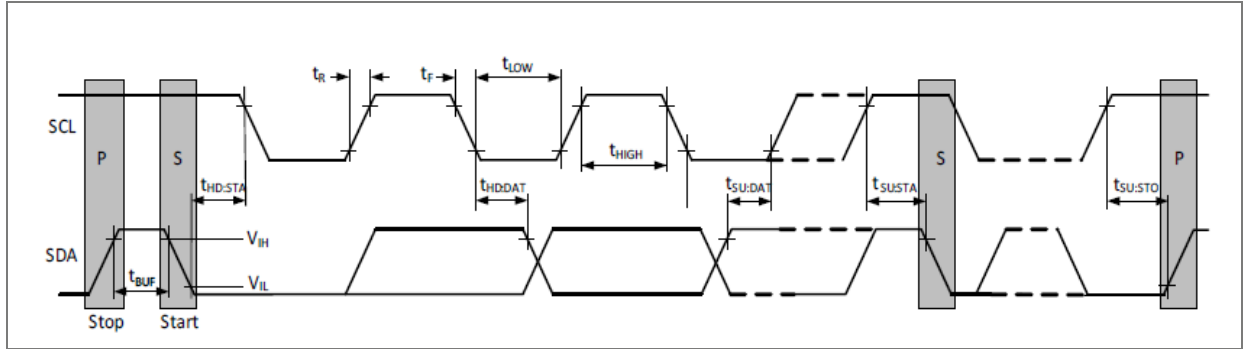 tR
tF
tLOW
SCL
P
S
tHIGH
S
P
tHD:STA
tHD:DAT
tSU:DAT
tSU:STA
tSU:STO
SDA
VIH
tBUF
VIL
Stop
Start